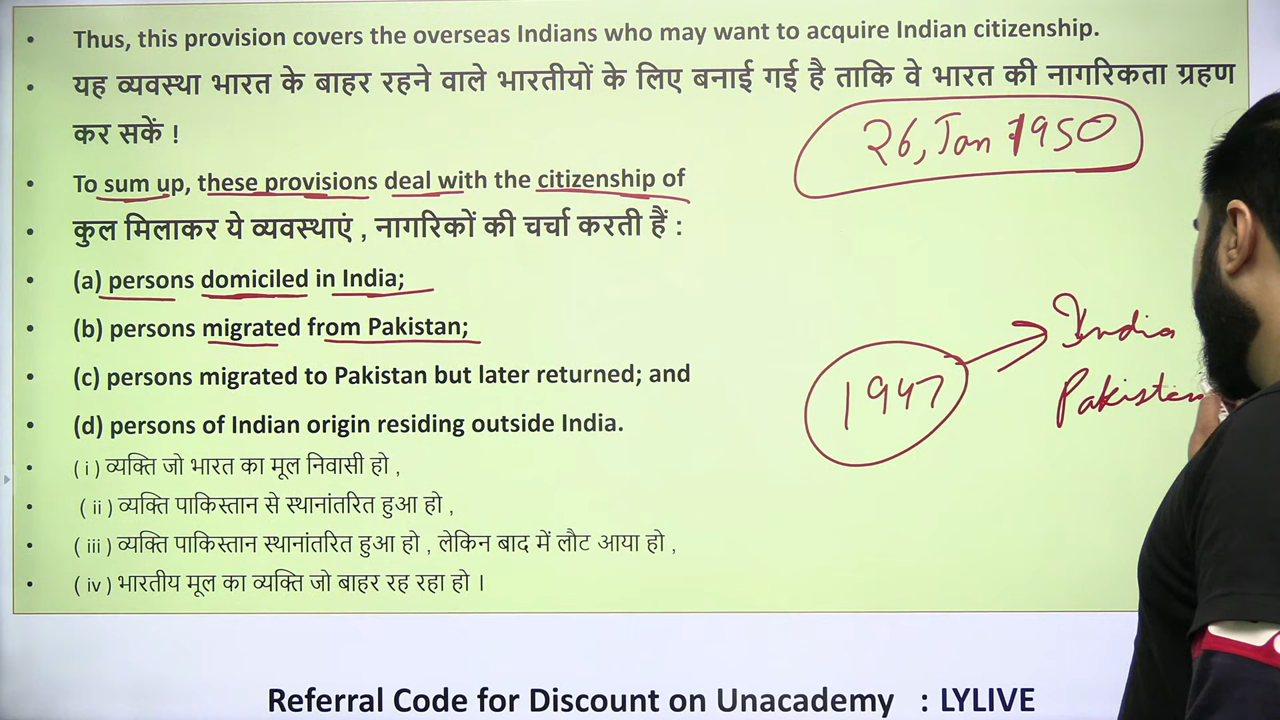 Thus, this provision covers the overseas Indians who may want to acquire Indian citizenship.
यह व्यवस्था भारत के बाहर रहने वाले भारतीयों के लिए बनाई गई है ताकि वे भारत की नागरिकता ग्रहण
कर सकें !
26, Jan 1950
To sum up, these provisions deal with the citizenship of
कुल मिलाकर ये व्यवस्थाएं , नागरिकों की चर्चा करती हैं :
(a) persons domiciled in India;
(b) persons migrated from Pakistan;
India
(c) persons migrated to Pakistan but later returned; and
1947
Pakistan
(d) persons of Indian origin residing outside India.
( i ) व्यक्ति जो भारत का मूल निवासी हो ,
( ii ) व्यक्ति पाकिस्तान से स्थानांतरित हुआ हो ,
( iii ) व्यक्ति पाकिस्तान स्थानांतरित हुआ हो , लेकिन बाद में लौट आया हो ,
( iv ) भारतीय मूल का व्यक्ति जो बाहर रह रहा हो ।
Referral Code for Discount on Unacademy : LYLIVE